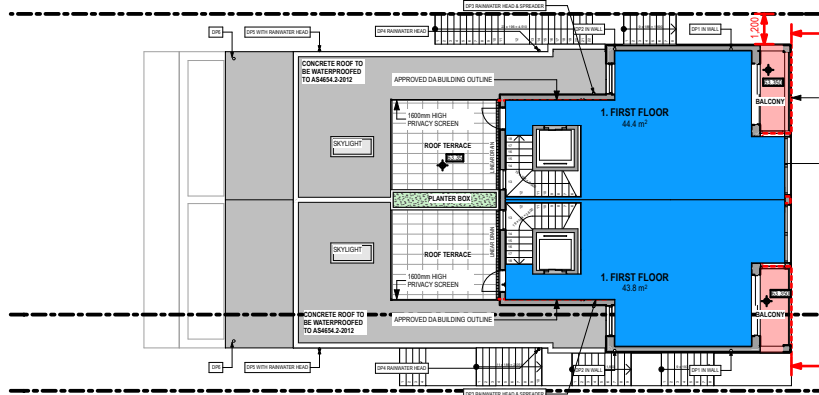 DP3 RAINWATER HEAD & SPREADER
DP6
DP5 WITH RAINWATER HEAD
DP4 RAINWATER HEAD
DP2 IN WALL
DP1 IN WALL
1,200
CONCRETE ROOF TO
BE WATERPROOFED
TO AS4654.2-2012
APPROVED DA BUILDING OUTLINE
BALCONY
1600mm HIGH
PRIVACY SCREEN
1. FIRST FLOOR
44.4 m²
SKYLIGHT
ROOF TERRACE
LINEAR DRAIN
PLANTER BOX
SKYLIGHT
ROOF TERRACE
LINEAR DRAIN
1600mm HIGH
PRIVACY SCREEN
1. FIRST FLOOR
43.8 m²
BALCONY
CONCRETE ROOF TO
BE WATERPROOFED
TO AS4654.2-2012
APPROVED DA BUILDING OUTLINE
DP6
DP5 WITH RAINWATER HEAD
DP4 RAINWATER HEAD
DP2 IN WALL
DP1 IN WALL
DP3 RAINWATER HEAD & SPREADER